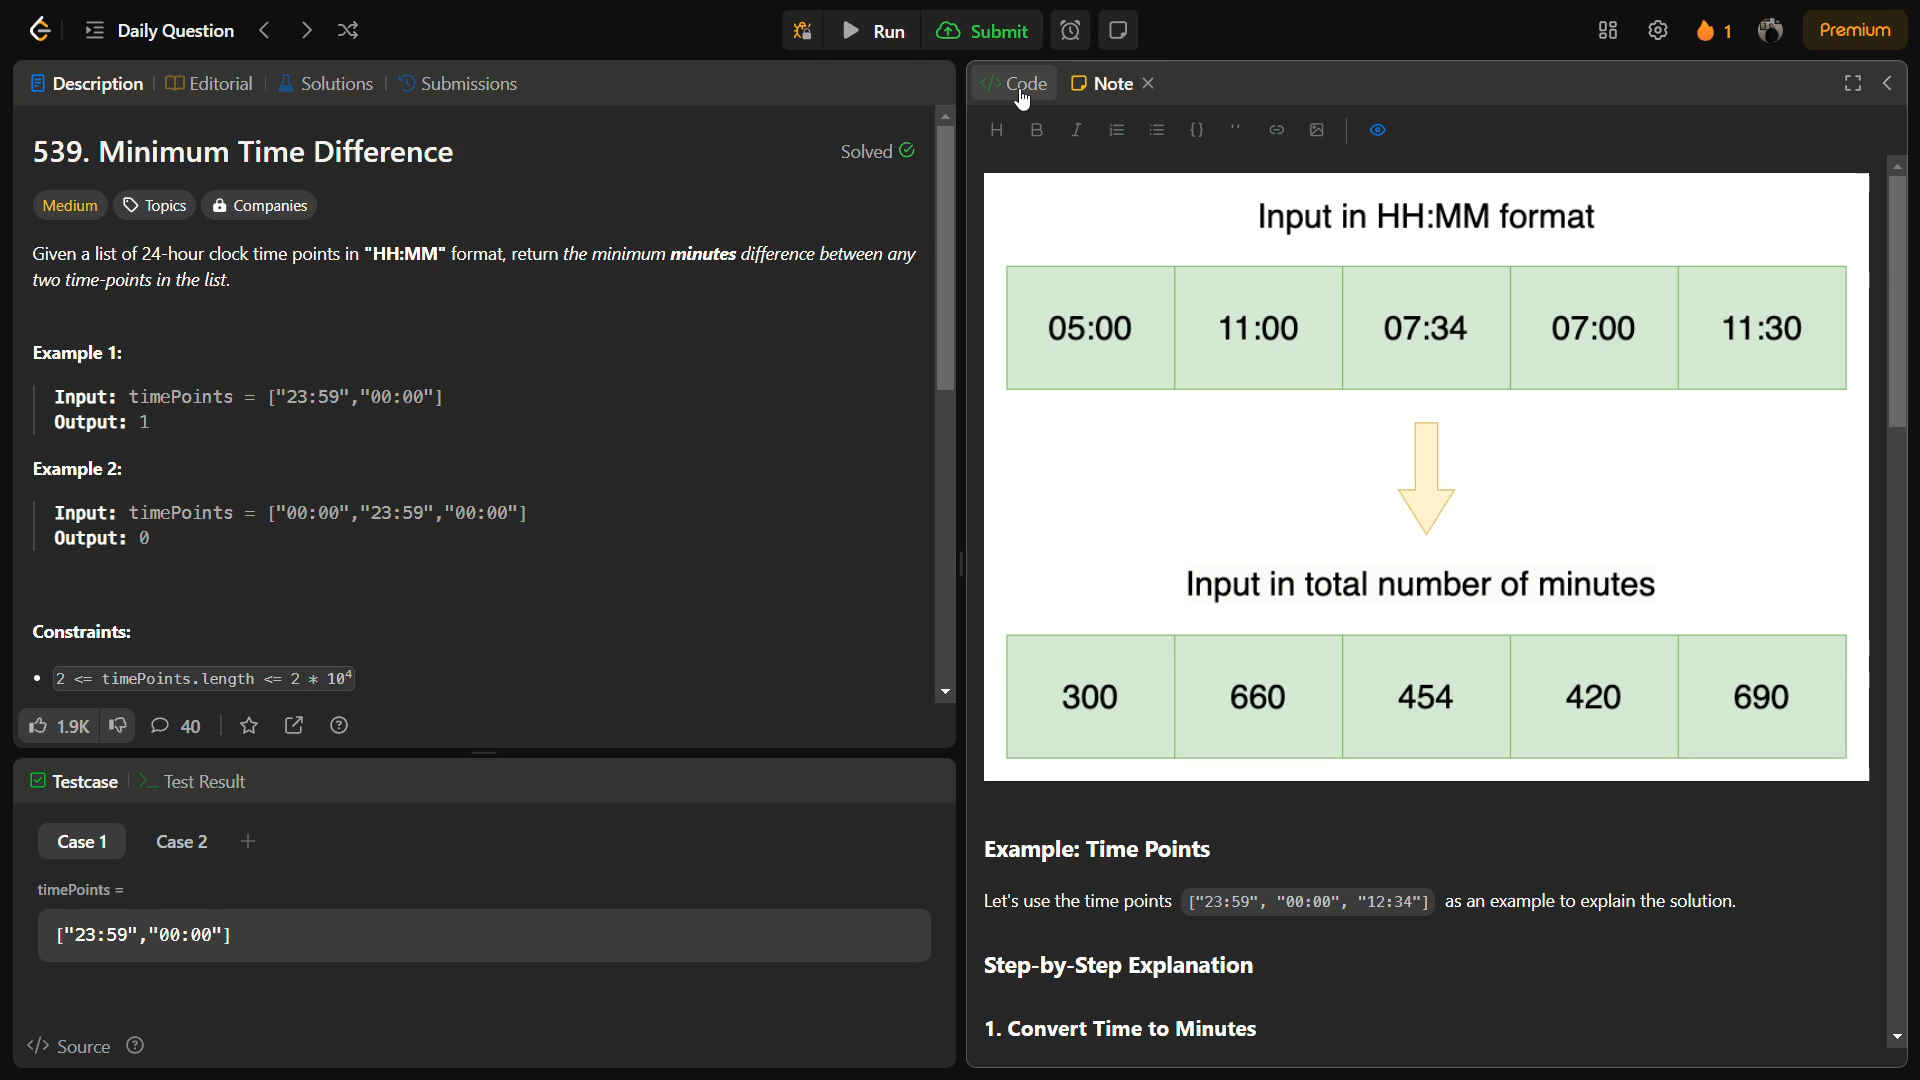 Daily Question
Run
Submit
1
Premium
Description
Editorial
Solutions
Submissions
539. Minimum Time Difference
Solved
Medium
Topics
Companies
Given a list of 24-hour clock time points in "HH:MM" format, return the minimum minutes difference between any
two time-points in the list.
Example 1:
Input: timePoints = ["23:59","00:00"]
Output: 1
Example 2:
Input: timePoints = ["00:00","23:59","00:00"]
Output: 0
Constraints:
• 2 <= timePoints.length <= 2 * 10⁴
1.9K
40
Testcase
>_ Test Result
Case 1
Case 2
+
timePoints =
["23:59","00:00"]
</> Source
</> Code
Note
Input in HH:MM format
05:00 11:00 07:34 07:00 11:30
Input in total number of minutes
300 660 454 420 690
Example: Time Points
Let's use the time points ["23:59", "00:00", "12:34"] as an example to explain the solution.
Step-by-Step Explanation
1. Convert Time to Minutes